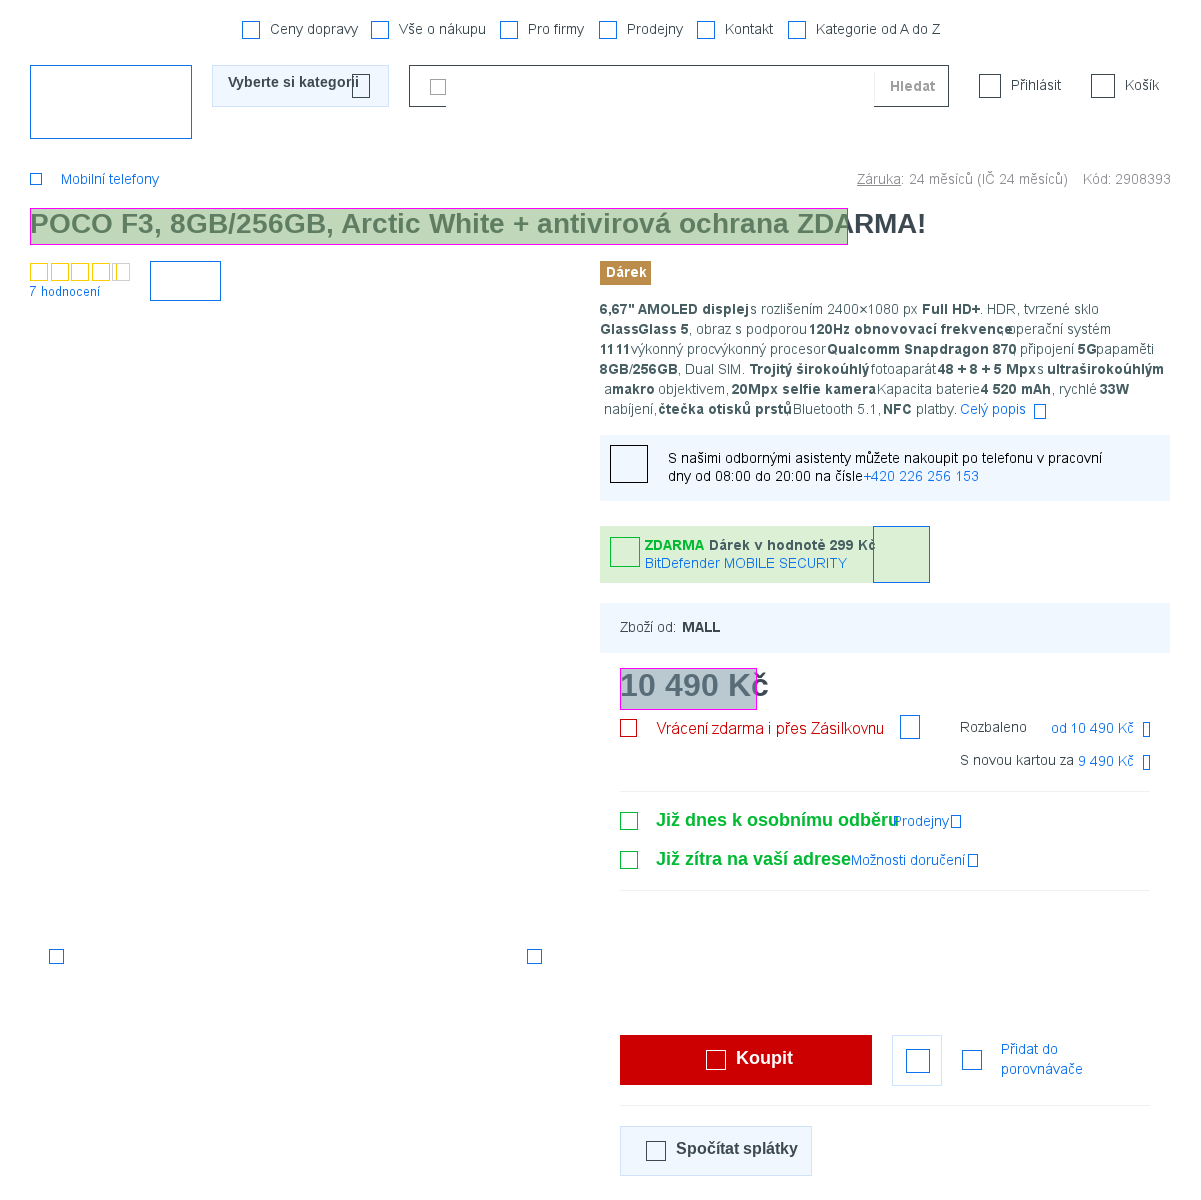 Ceny dopravy Vše o nákupu Pro firmy Prodejny Kontakt Kategorie od A do Z
Vyberte si kategorii Hledat Přihlásit Košík
Mobilní telefony Záruka: 24 měsíců (IČ 24 měsíců) Kód: 2908393
POCO F3, 8GB/256GB, Arctic White + antivirová ochrana ZDARMA!
7 hodnocení
Dárek
6,67" AMOLED displej s rozlišením 2400×1080 px Full HD+. HDR, tvrzené sklo
GlassGlass 5, obraz s podporou 120Hz obnovovací frekvence, operační systém
11 11 výkonný procvýkonný procesor Qualcomm Snapdragon 870, připojení 5G papaměti
8GB/256GB, Dual SIM. Trojitý širokoúhlý fotoaparát 48 + 8 + 5 Mpx s ultraširokoúhlým
a makro objektivem, 20Mpx selfie kamera Kapacita baterie 4 520 mAh, rychlé 33W
nabíjení, čtečka otisků prstů, Bluetooth 5.1, NFC platby. Celý popis
S našimi odbornými asistenty můžete nakoupit po telefonu v pracovní
dny od 08:00 do 20:00 na čísle +420 226 256 153
ZDARMA Dárek v hodnotě 299 Kč
BitDefender MOBILE SECURITY
Zboží od: MALL
10 490 Kč
Vrácení zdarma i přes Zásilkovnu
Rozbaleno od 10 490 Kč
S novou kartou za 9 490 Kč
Již dnes k osobnímu odběru Prodejny
Již zítra na vaší adrese Možnosti doručení
Koupit
Přidat do
porovnávače
Spočítat splátky